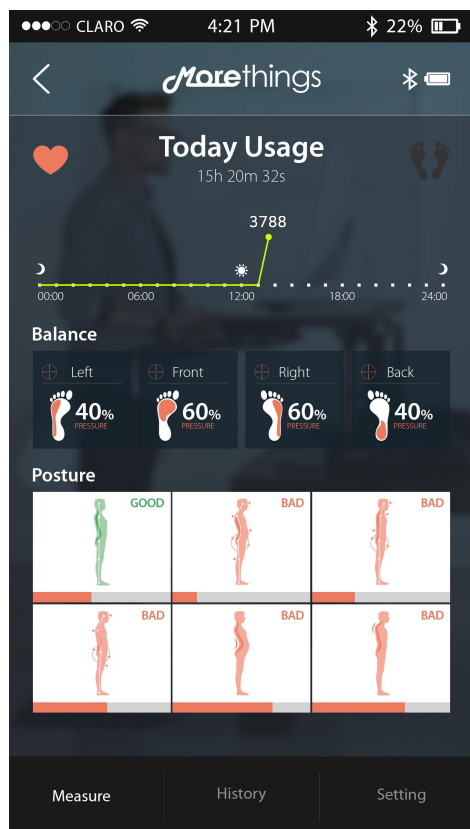 CLARO 4:21 PM 22%
Morethings
Today Usage
15h 20m 32s
3788
00:00 06:00 12:00 18:00 24:00
Balance
Left Front Right Back
40% 60% 60% 40%
PRESSURE PRESSURE PRESSURE PRESSURE
Posture
GOOD BAD BAD
BAD BAD BAD
Measure History Setting